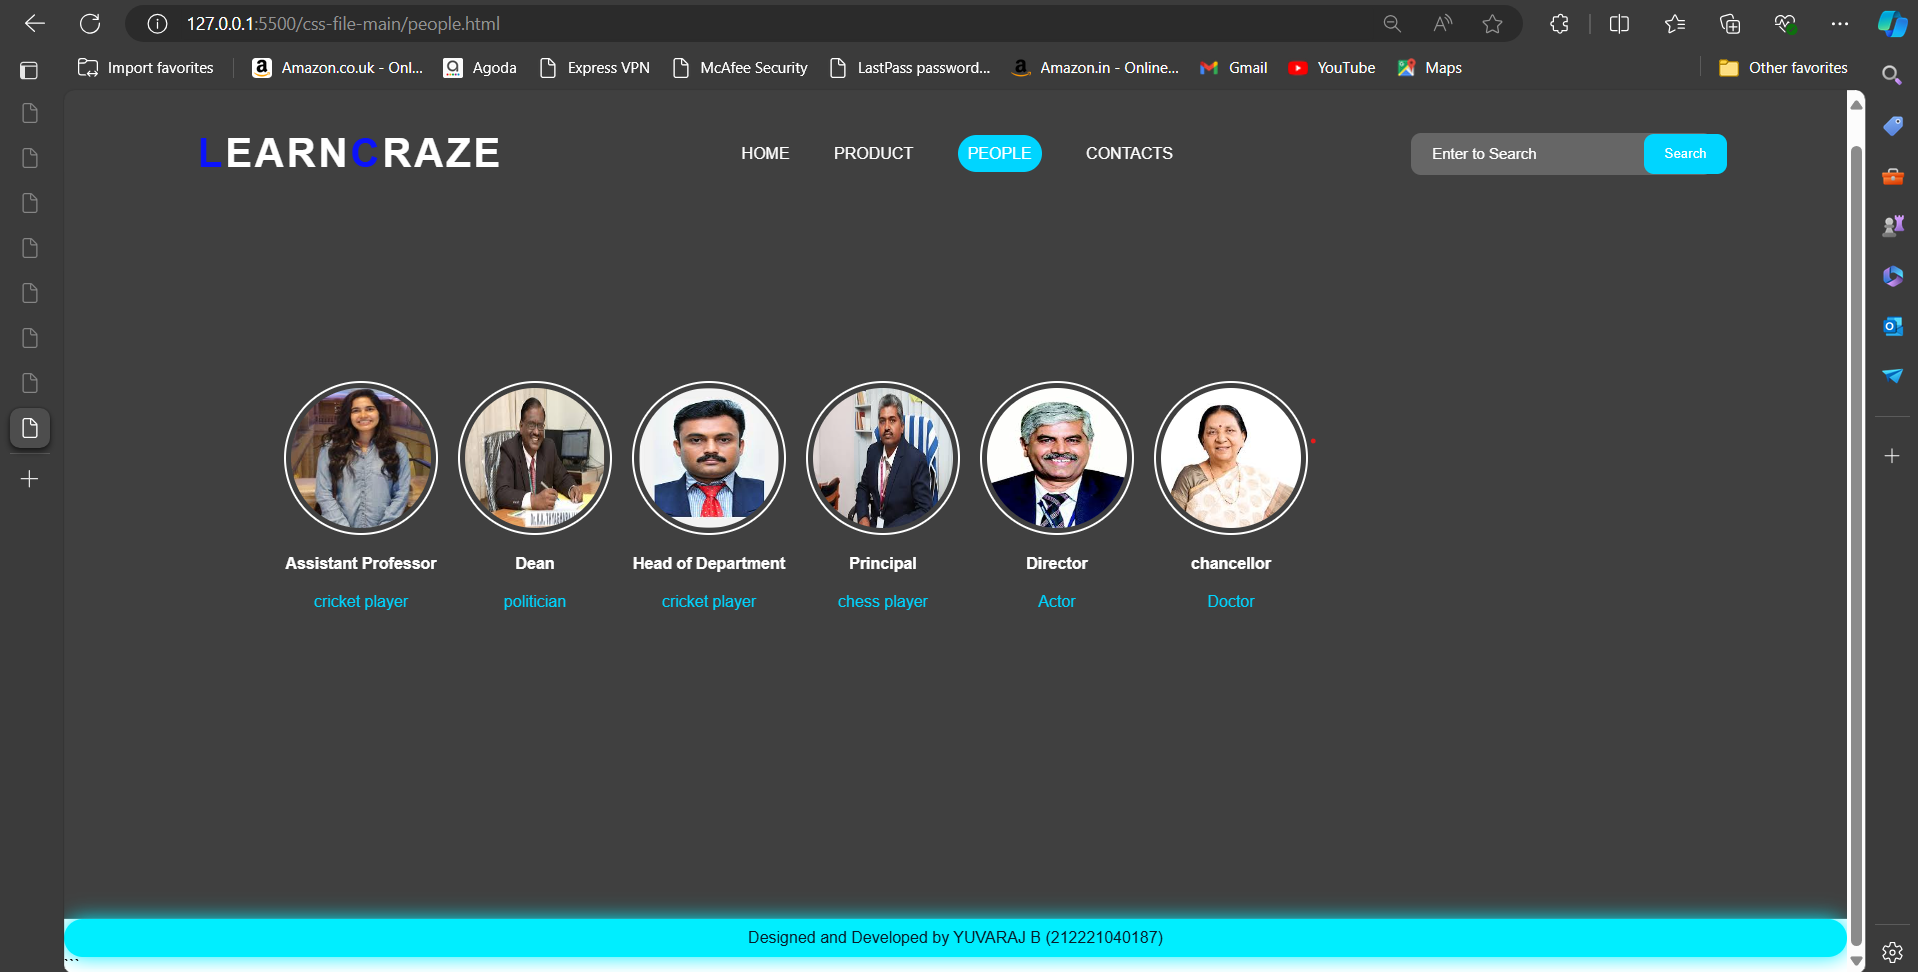 127.0.0.1:5500/css-file-main/people.html
Import favorites Amazon.co.uk - Onl... Agoda Express VPN McAfee Security LastPass password... Amazon.in - Online... Gmail YouTube Maps Other favorites
LEARNCRAZE HOME PRODUCT PEOPLE CONTACTS Enter to Search Search
Assistant Professor Dean Head of Department Principal Director chancellor
cricket player politician cricket player chess player Actor Doctor
Designed and Developed by YUVARAJ B (212221040187)
```